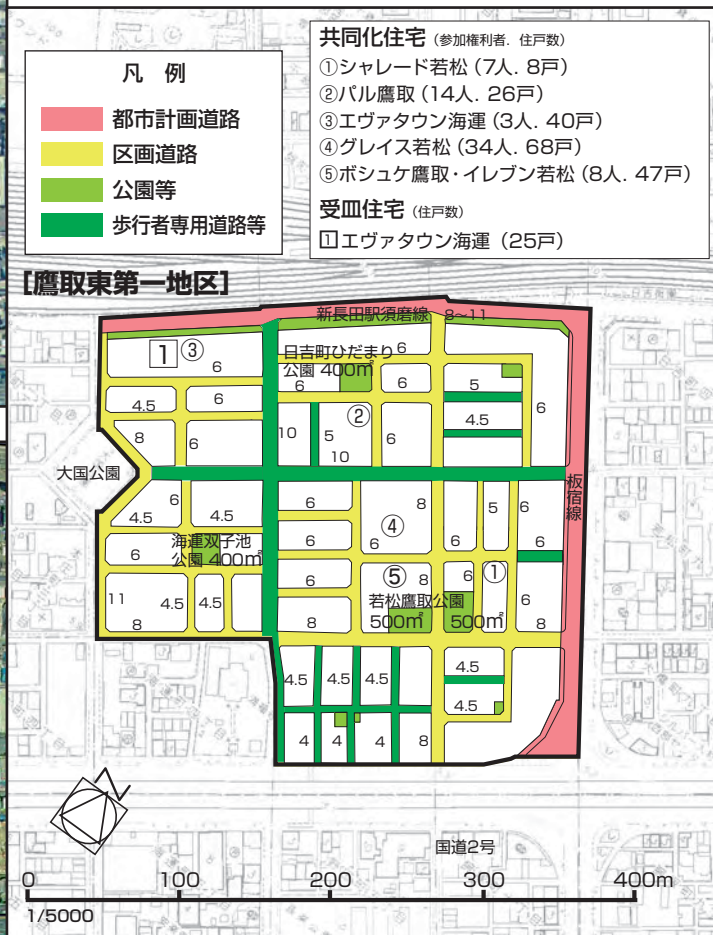 凡 例
都市計画道路
区画道路
公園等
歩行者専用道路等
共同化住宅 (参加権利者. 住戸数)
①シャレード若松 (7人. 8戸)
②パル鷹取 (14人. 26戸)
③エヴァタウン海運 (3人. 40戸)
④グレイス若松 (34人. 68戸)
⑤ボシュケ鷹取・イレブン若松 (8人. 47戸)
受皿住宅 (住戸数)
1エヴァタウン海運 (25戸)
[鷹取東第一地区]
新長田駅須磨線 8〜11
1 ③ 6
日吉町ひだまり 6
公園 400㎡
6 6 5
4.5 6 ② 4.5 6
8 6 10 5 10 6
大国公園
板宿線
6 4.5 4.5 6 8 5 6
④ 6 6 6
海運双子池
公園 400㎡
6 6
6 ⑤ 8 6 ①
若松鷹取公園
500㎡ 500㎡
11 4.5 4.5 8 8 6 8
4.5 4.5 4.5 4.5
4.5
4 4 4 8
N
国道2号
0 100 200 300 400m
1/5000